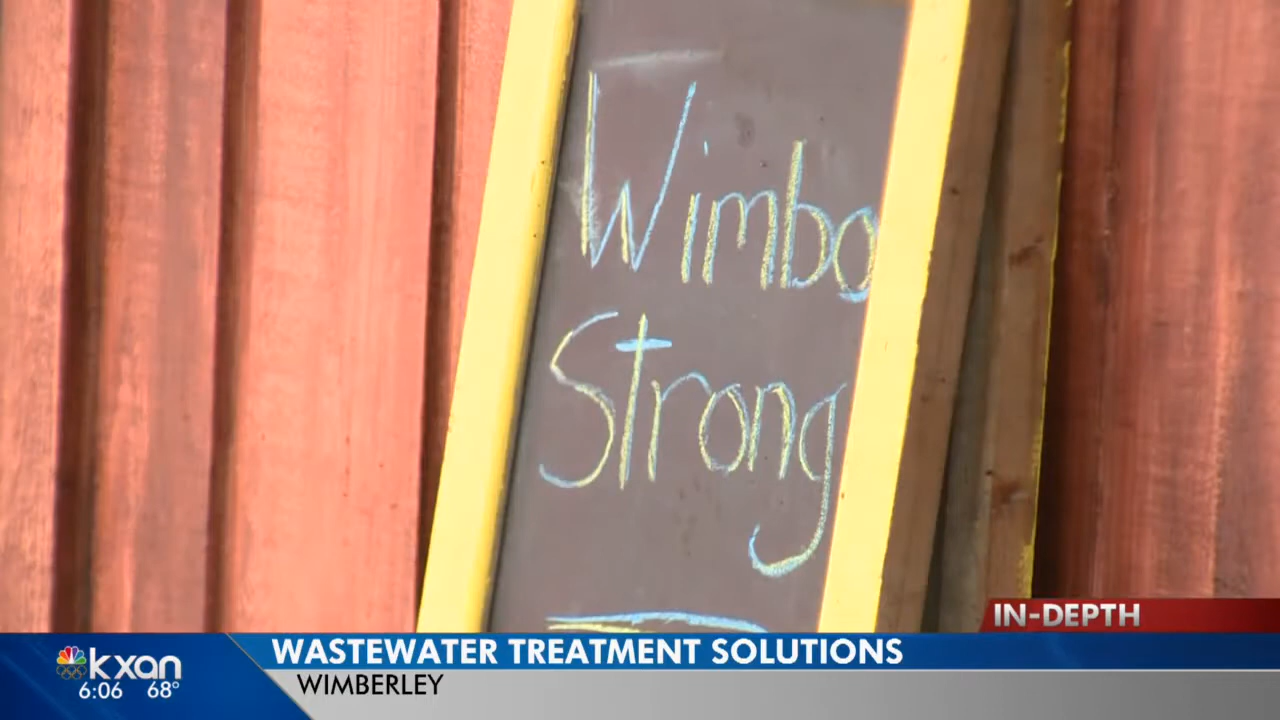 Wimbo
Strong
IN-DEPTH
WASTEWATER TREATMENT SOLUTIONS
WIMBERLEY
kxan
6:06 68°